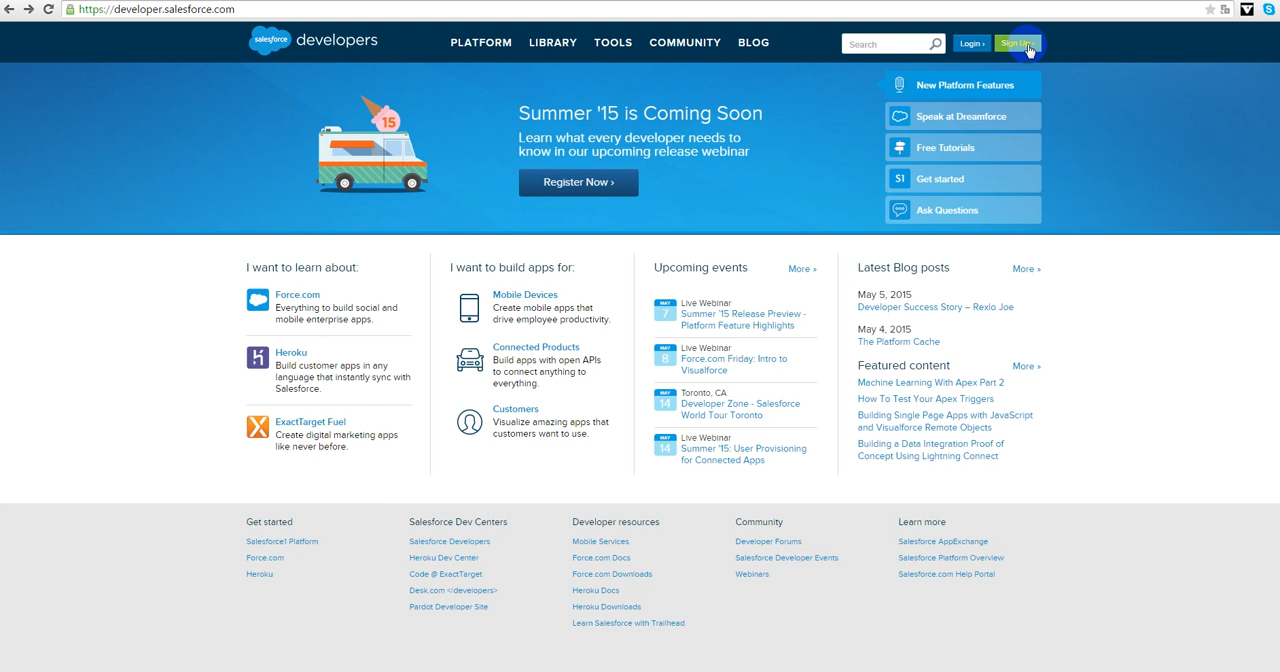 https://developer.salesforce.com
salesforce developers
PLATFORM LIBRARY TOOLS COMMUNITY BLOG
Search
Login ›
Sign Up ›
15
Summer '15 is Coming Soon
Learn what every developer needs to
know in our upcoming release webinar
Register Now ›
New Platform Features
Speak at Dreamforce
Free Tutorials
S1 Get started
Ask Questions
I want to learn about:
Force.com
Everything to build social and
mobile enterprise apps.
Heroku
Build customer apps in any
language that instantly sync with
Salesforce.
ExactTarget Fuel
Create digital marketing apps
like never before.
I want to build apps for:
Mobile Devices
Create mobile apps that
drive employee productivity.
Connected Products
Build apps with open APIs
to connect anything to
everything.
Customers
Visualize amazing apps that
customers want to use.
Upcoming events More »
MAY 7
Live Webinar
Summer '15 Release Preview -
Platform Feature Highlights
MAY 8
Live Webinar
Force.com Friday: Intro to
Visualforce
MAY 14
Toronto, CA
Developer Zone - Salesforce
World Tour Toronto
MAY 14
Live Webinar
Summer '15: User Provisioning
for Connected Apps
Latest Blog posts More »
May 5, 2015
Developer Success Story – Rexlo Joe
May 4, 2015
The Platform Cache
Featured content More »
Machine Learning With Apex Part 2
How To Test Your Apex Triggers
Building Single Page Apps with JavaScript
and Visualforce Remote Objects
Building a Data Integration Proof of
Concept Using Lightning Connect
Get started
Salesforce1 Platform
Force.com
Heroku
Salesforce Dev Centers
Salesforce Developers
Heroku Dev Center
Code @ ExactTarget
Desk.com </developers>
Pardot Developer Site
Developer resources
Mobile Services
Force.com Docs
Force.com Downloads
Heroku Docs
Heroku Downloads
Learn Salesforce with Trailhead
Community
Developer Forums
Salesforce Developer Events
Webinars
Learn more
Salesforce AppExchange
Salesforce Platform Overview
Salesforce.com Help Portal